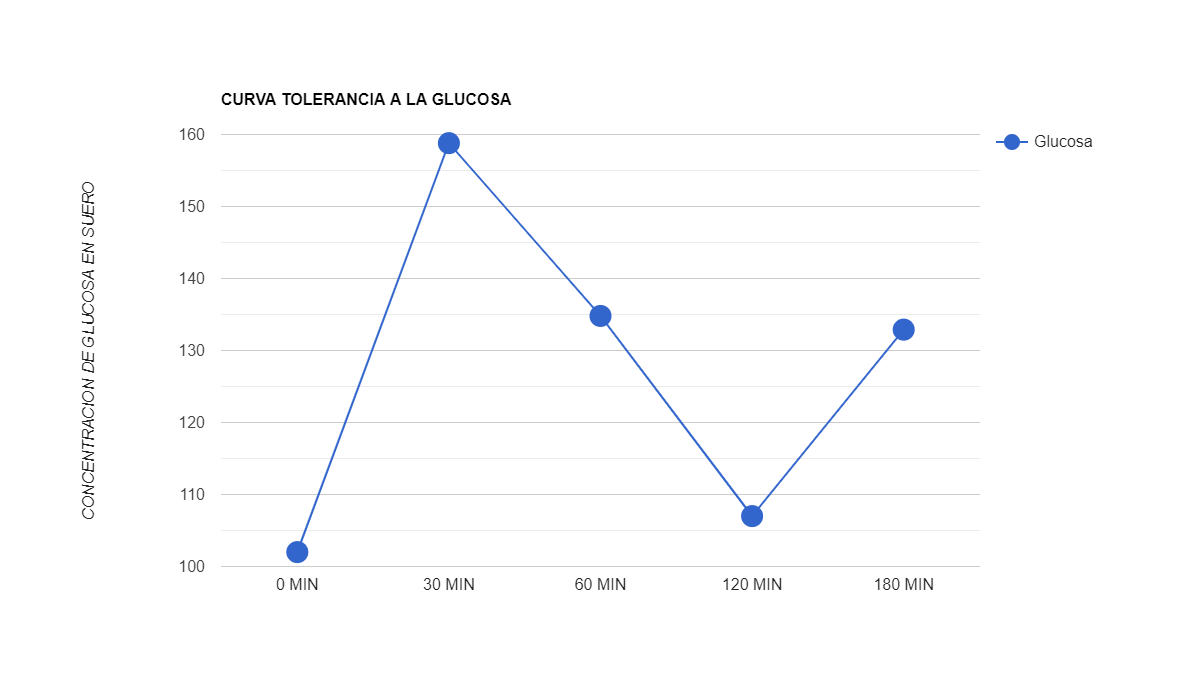 CURVA TOLERANCIA A LA GLUCOSA
Glucosa
CONCENTRACION DE GLUCOSA EN SUERO
160
150
140
130
120
110
100
0 MIN
30 MIN
60 MIN
120 MIN
180 MIN